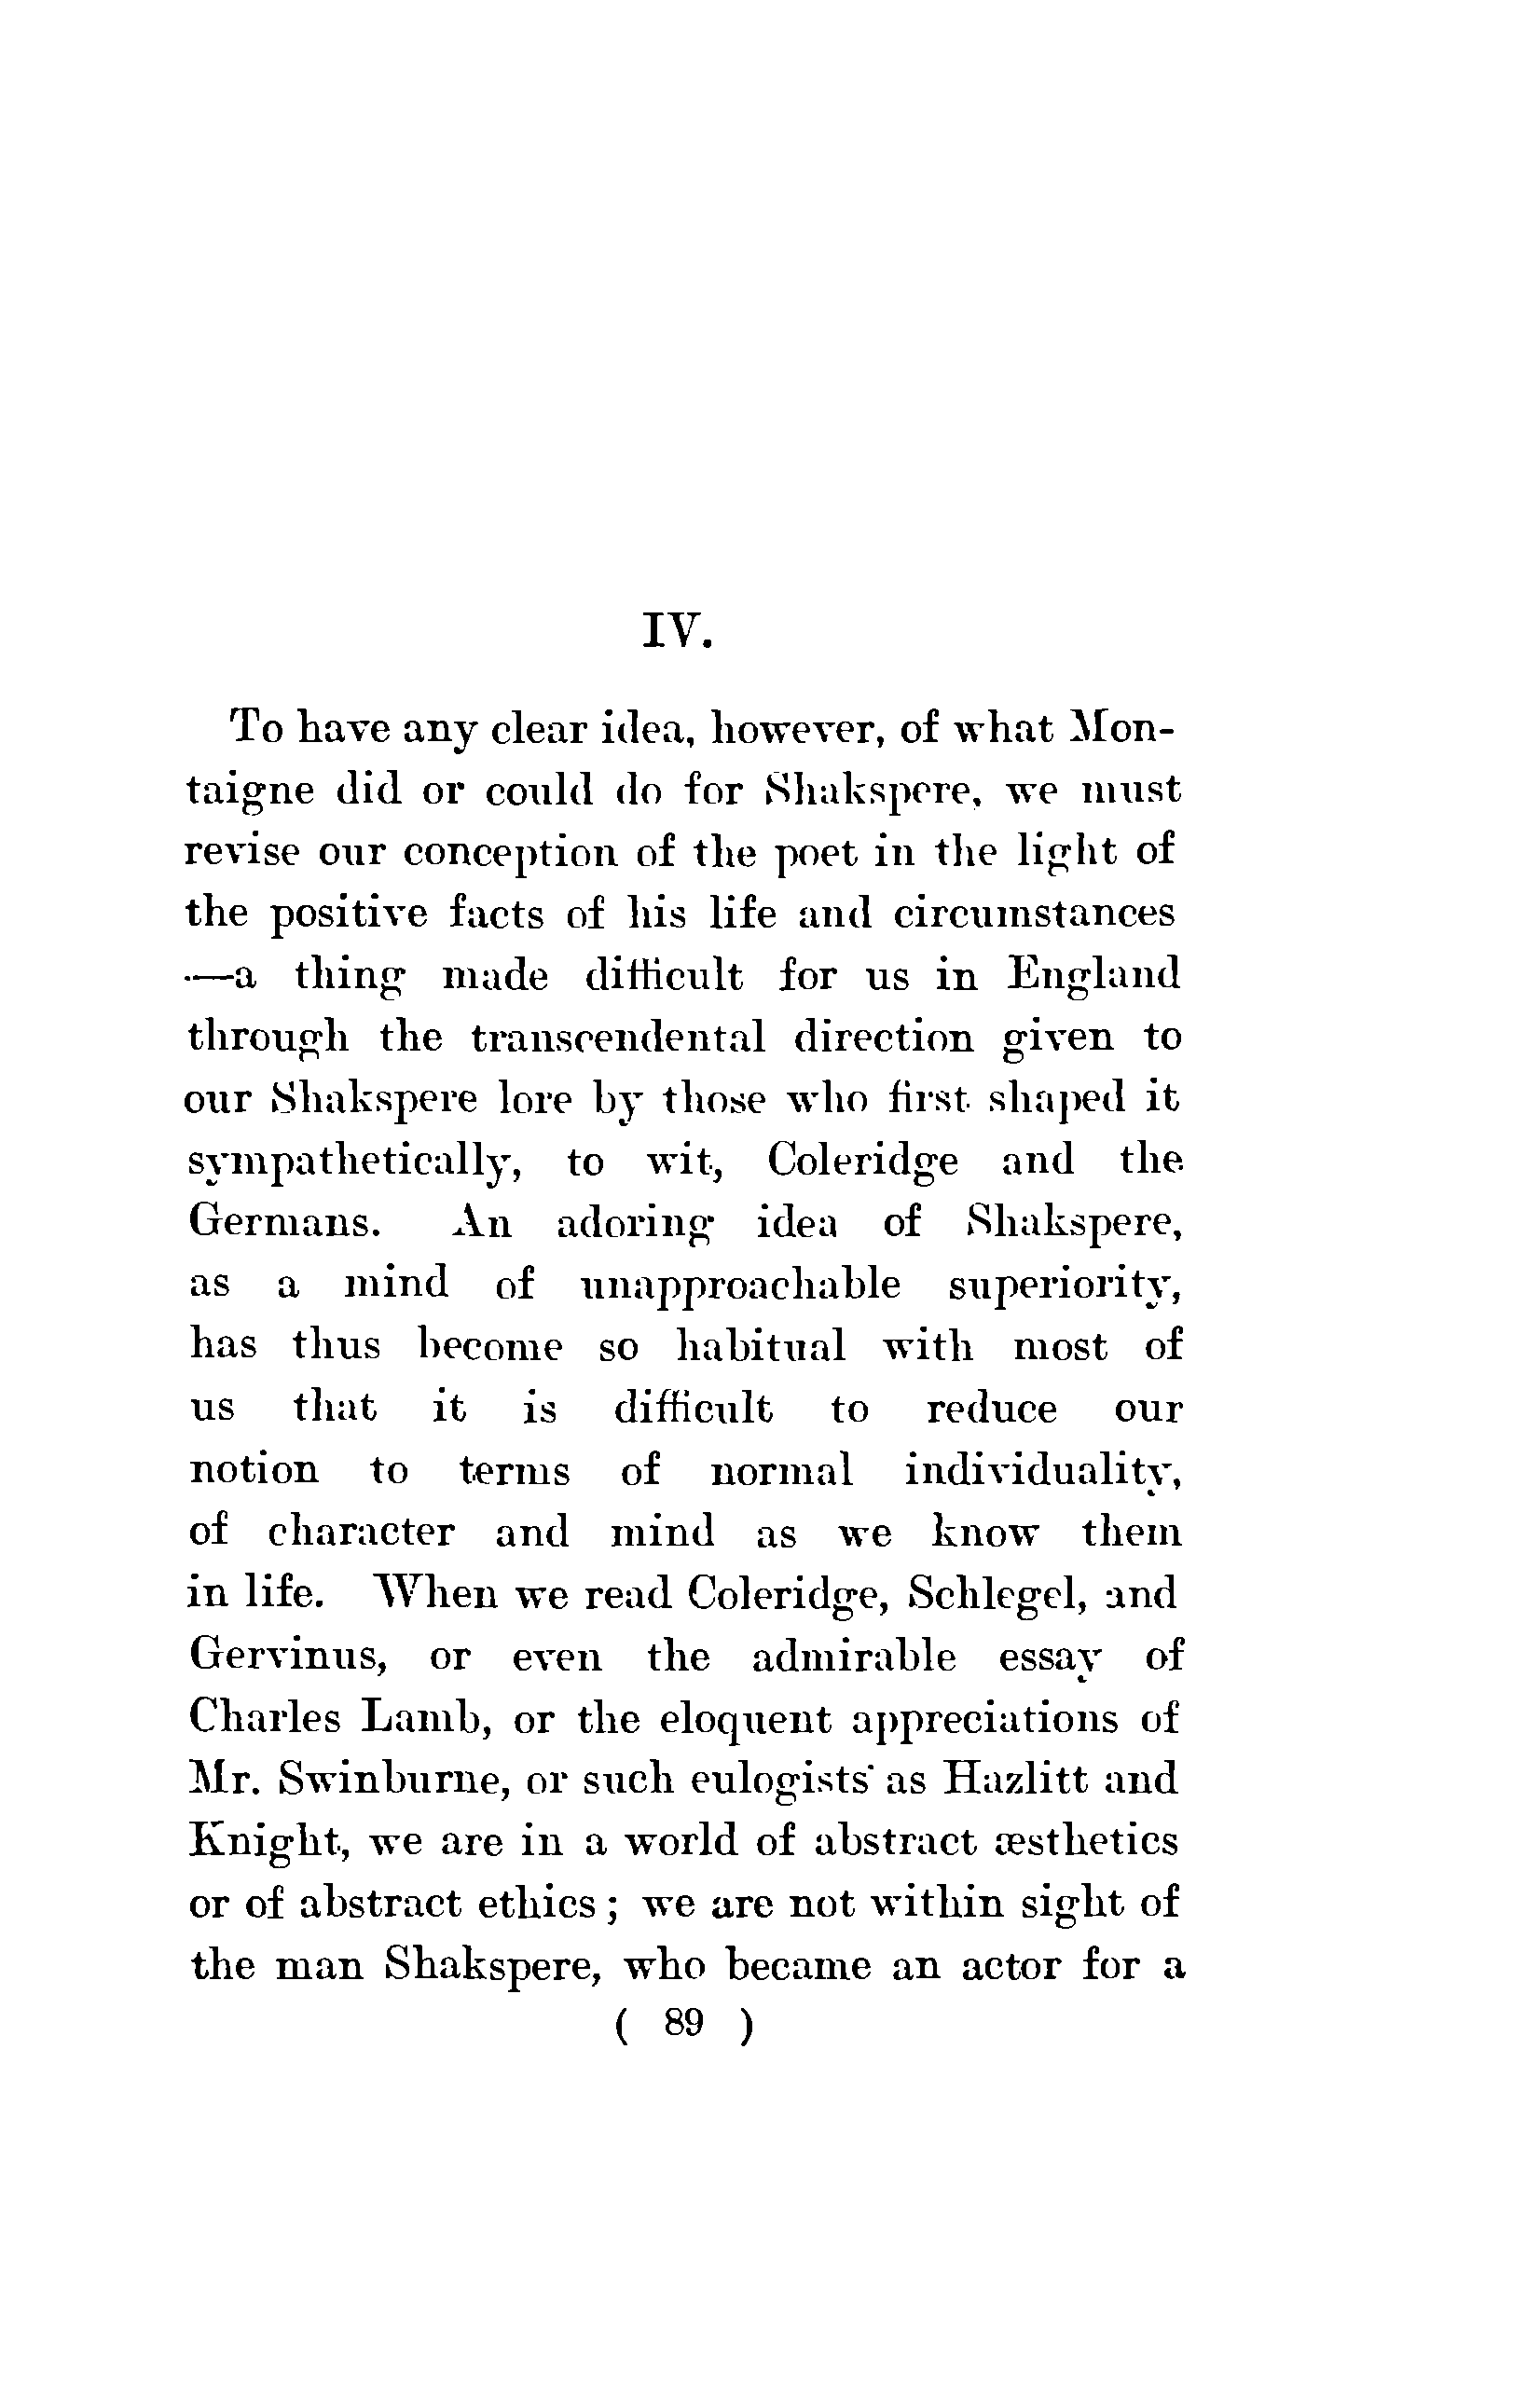 IV.
To have any clear idea, however, of what Mon-
taigne did or could do for Shakspere, we must
revise our conception of the poet in the light of
the positive facts of his life and circumstances
—a thing made difficult for us in England
through the transcendental direction given to
our Shakspere lore by those who first shaped it
sympathetically, to wit, Coleridge and the
Germans. An adoring idea of Shakspere,
as a mind of unapproachable superiority,
has thus become so habitual with most of
us that it is difficult to reduce our
notion to terms of normal individuality,
of character and mind as we know them
in life. When we read Coleridge, Schlegel, and
Gervinus, or even the admirable essay of
Charles Lamb, or the eloquent appreciations of
Mr. Swinburne, or such eulogists as Hazlitt and
Knight, we are in a world of abstract æsthetics
or of abstract ethics ; we are not within sight of
the man Shakspere, who became an actor for a
( 89 )